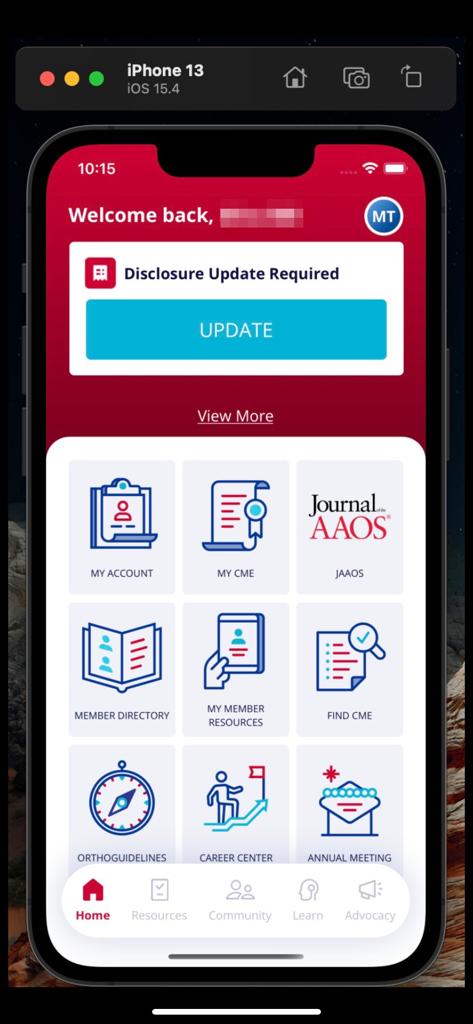 iPhone 13
iOS 15.4
10:15
Welcome back,
MT
Disclosure Update Required
UPDATE
View More
Journal of the
AAOS®
MY ACCOUNT
MY CME
JAAOS
MEMBER DIRECTORY
MY MEMBER
RESOURCES
FIND CME
ORTHOGUIDELINES
CAREER CENTER
ANNUAL MEETING
Home
Resources
Community
Learn
Advocacy